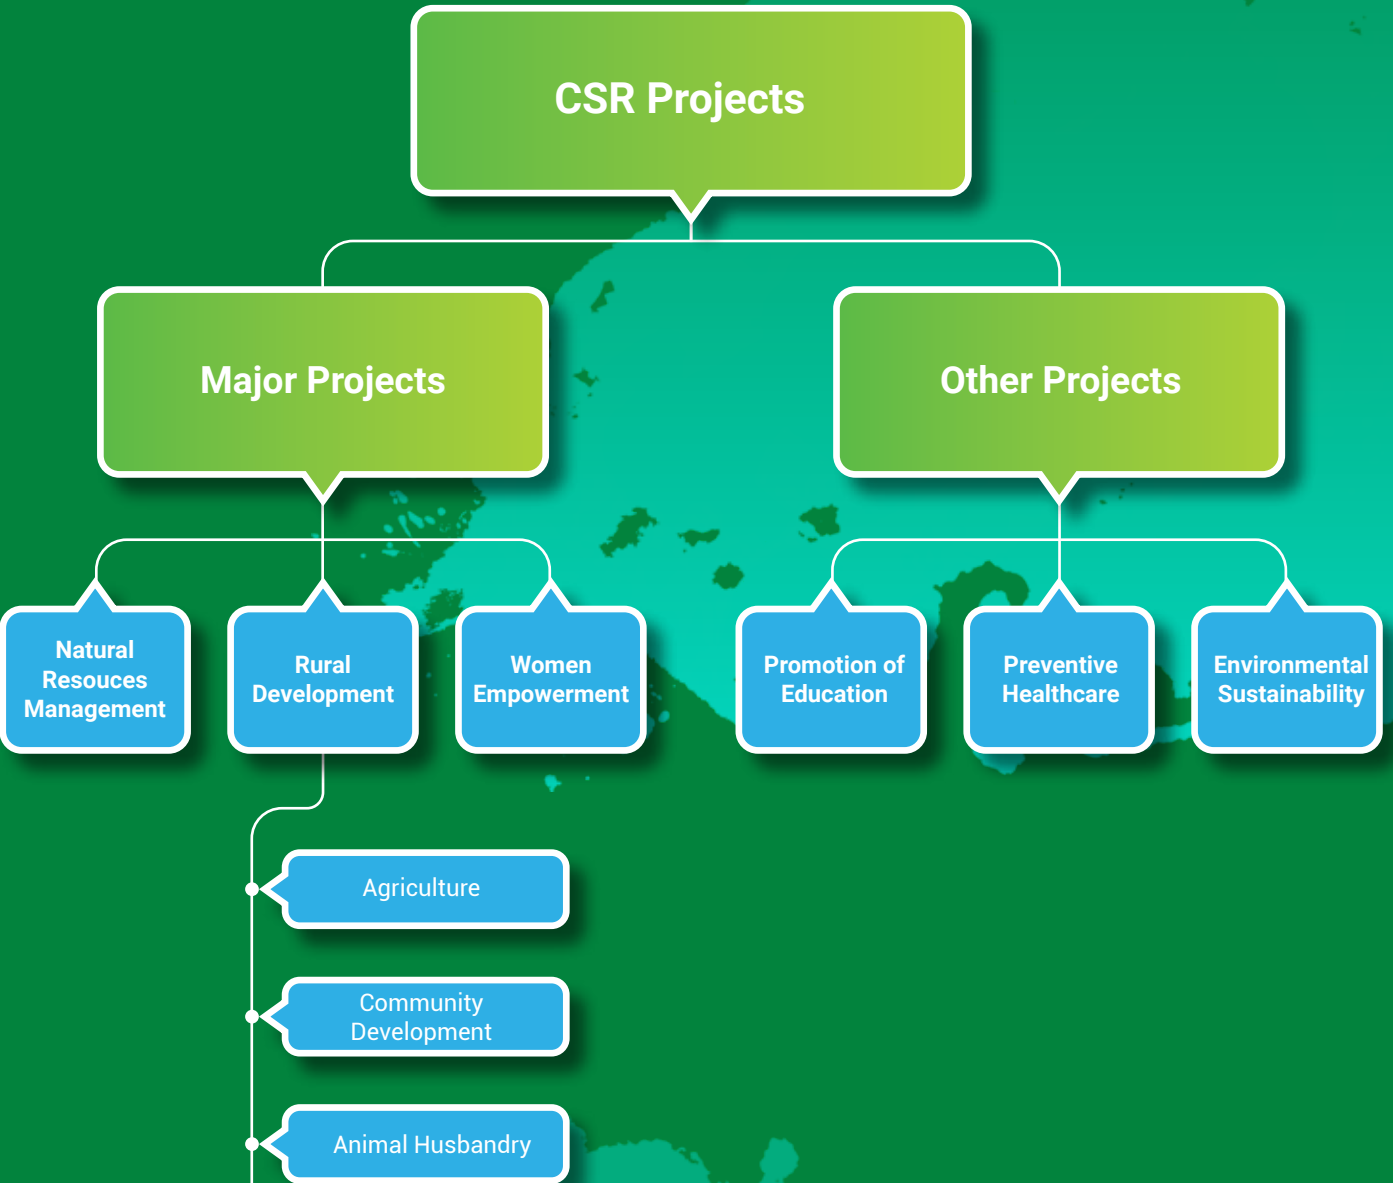 CSR Projects
Major Projects
Other Projects
Natural
Resouces
Management
Rural
Development
Women
Empowerment
Promotion of
Education
Preventive
Healthcare
Environmental
Sustainability
Agriculture
Community
Development
Animal Husbandry